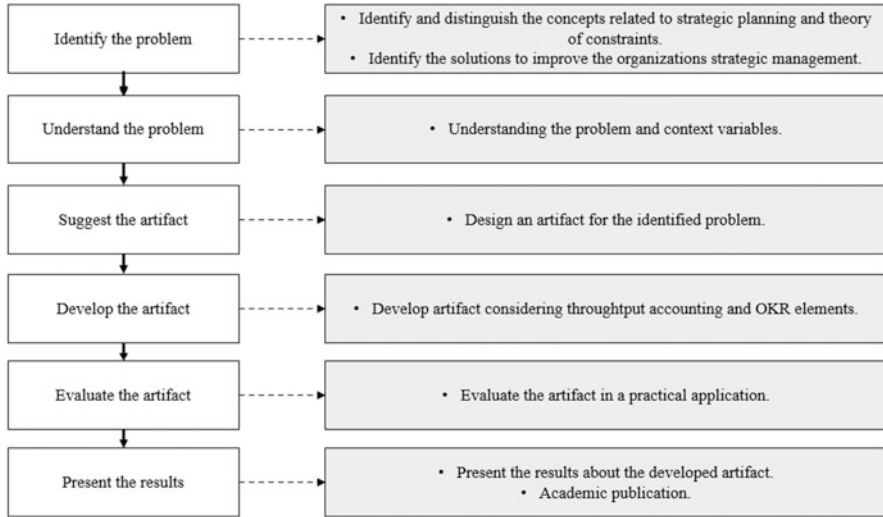 Identify the problem
• Identify and distinguish the concepts related to strategic planning and theory
of constraints.
• Identify the solutions to improve the organizations strategic management.
Understand the problem
• Understanding the problem and context variables.
Suggest the artifact
• Design an artifact for the identified problem.
Develop the artifact
• Develop artifact considering throughtput accounting and OKR elements.
Evaluate the artifact
• Evaluate the artifact in a practical application.
Present the results
• Present the results about the developed artifact.
• Academic publication.